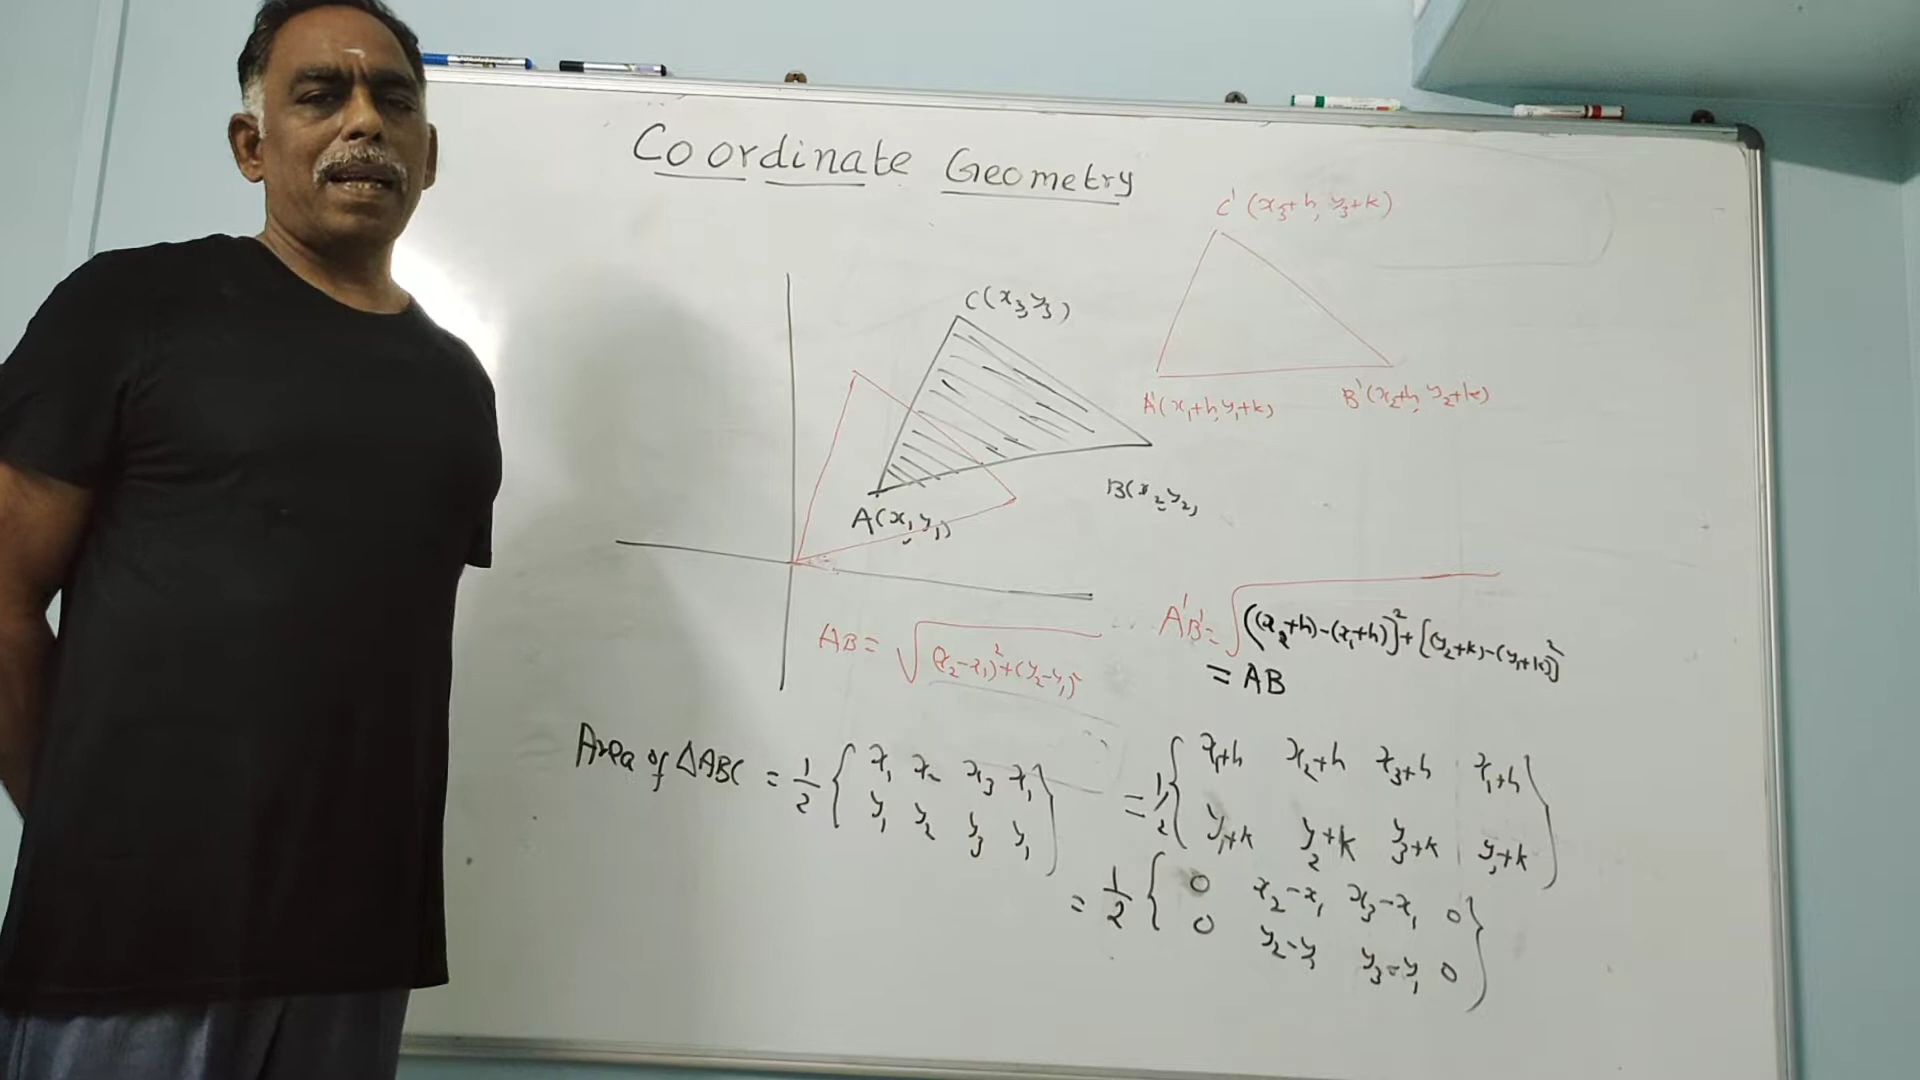 Coordinate Geometry
C'(x₃+h, y₃+k)
C(x₃, y₃)
A'(x₁+h, y₁+k)
B'(x₂+h, y₂+k)
B(x₂, y₂)
A(x₁, y₁)
AB = √(x₂-x₁)²+(y₂-y₁)²
A'B' = √[(x₂+h)-(x₁+h)]²+[(y₂+k)-(y₁+k)]²
= AB
Area of ΔABC = 1/2 { x₁ x₂ x₃ x₁
y₁ y₂ y₃ y₁ }
= 1/2 { x₁+h x₂+h x₃+h x₁+h
y₁+k y₂+k y₃+k y₁+k }
= 1/2 { 0 x₂-x₁ x₃-x₁ 0
0 y₂-y₁ y₃-y₁ 0 }